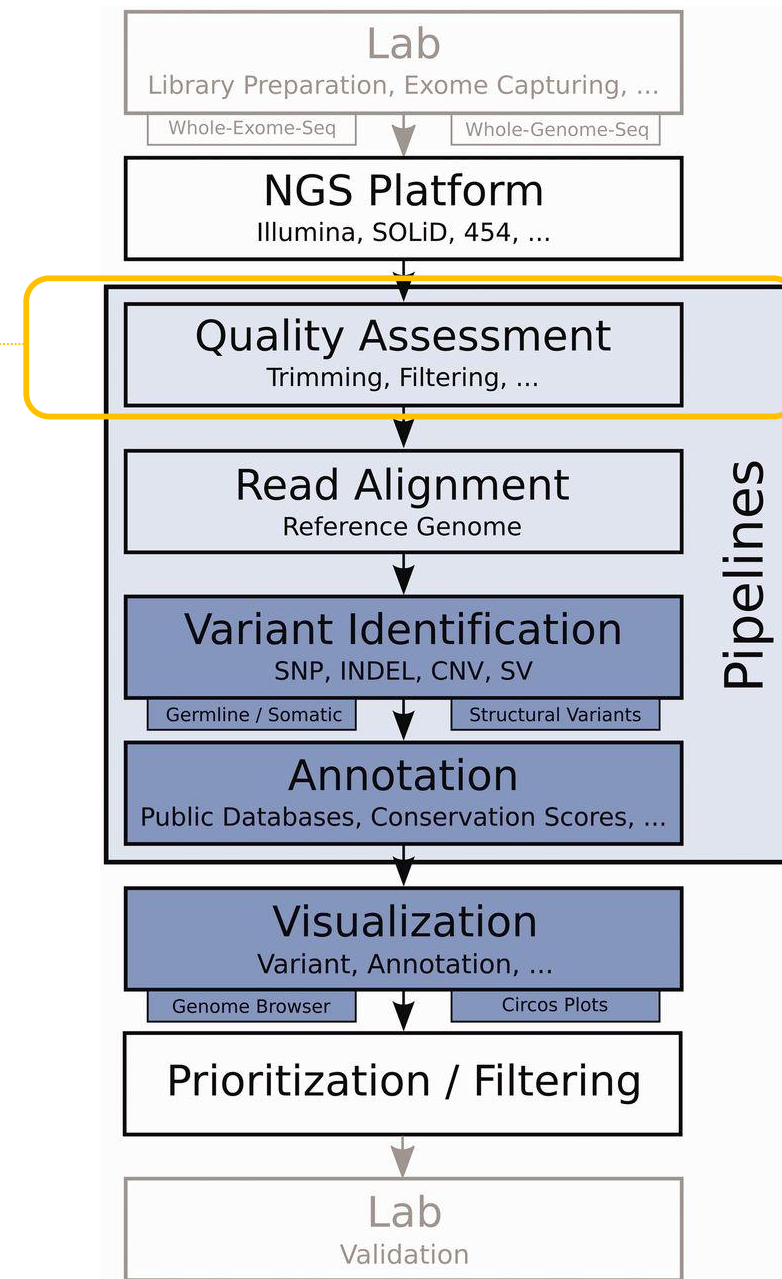 Lab
Library Preparation, Exome Capturing, ...
Whole-Exome-Seq
Whole-Genome-Seq
NGS Platform
Illumina, SOLiD, 454, ...
Quality Assessment
Trimming, Filtering, ...
Read Alignment
Reference Genome
Pipelines
Variant Identification
SNP, INDEL, CNV, SV
Germline / Somatic
Structural Variants
Annotation
Public Databases, Conservation Scores, ...
Visualization
Variant, Annotation, ...
Genome Browser
Circos Plots
Prioritization / Filtering
Lab
Validation